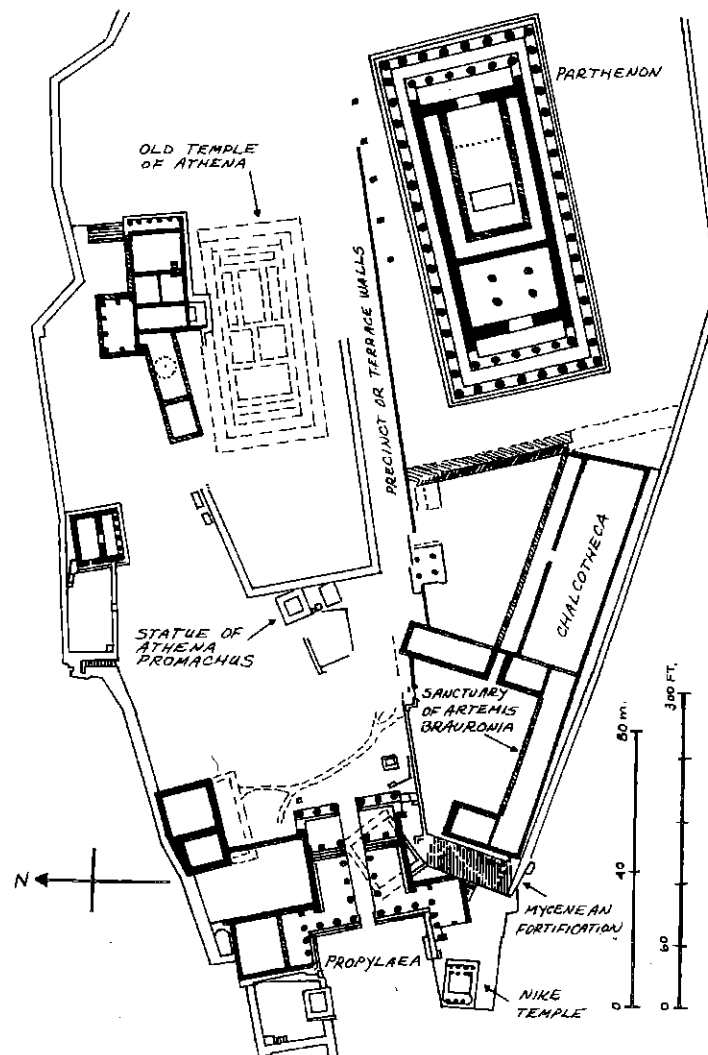 PARTHENON
OLD TEMPLE
OF ATHENA
PRECINCT OR TERRACE WALLS
CHALCOTHECA
STATUE OF
ATHENA
PROMACHUS
SANCTUARY
OF ARTEMIS
BRAURONIA
80 m.
300 FT.
N
40
MYCENEAN
FORTIFICATION
60
PROPYLAEA
NIKE
TEMPLE
0
0